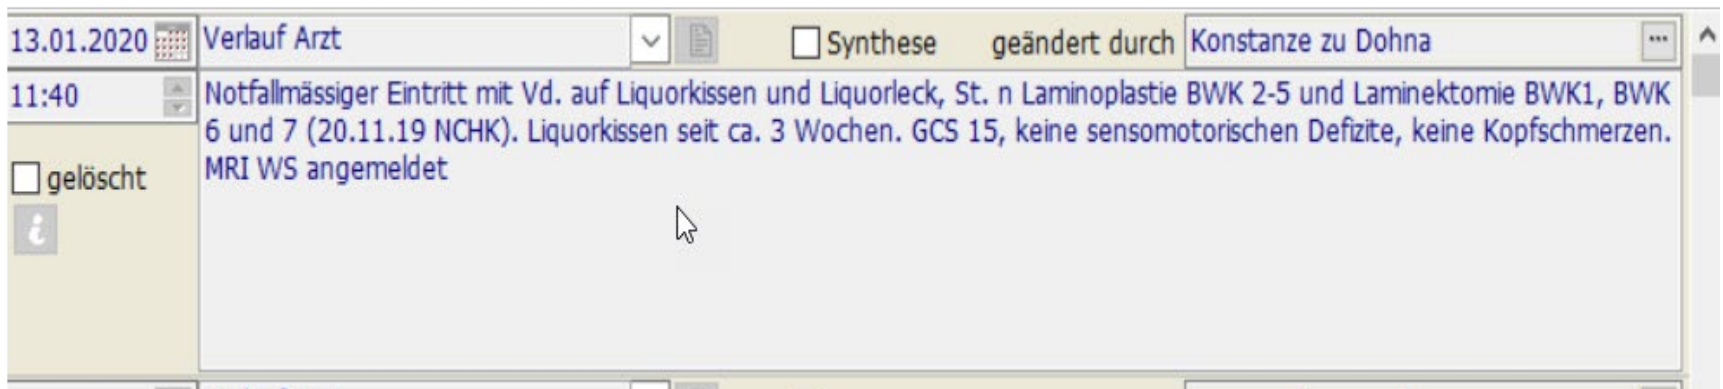 13.01.2020 Verlauf Arzt Synthese geändert durch Konstanze zu Dohna ...
11:40 Notfallmässiger Eintritt mit Vd. auf Liquorkissen und Liquorleck, St. n Laminoplastie BWK 2-5 und Laminektomie BWK1, BWK
6 und 7 (20.11.19 NCHK). Liquorkissen seit ca. 3 Wochen. GCS 15, keine sensomotorischen Defizite, keine Kopfschmerzen.
gelöscht MRI WS angemeldet
i